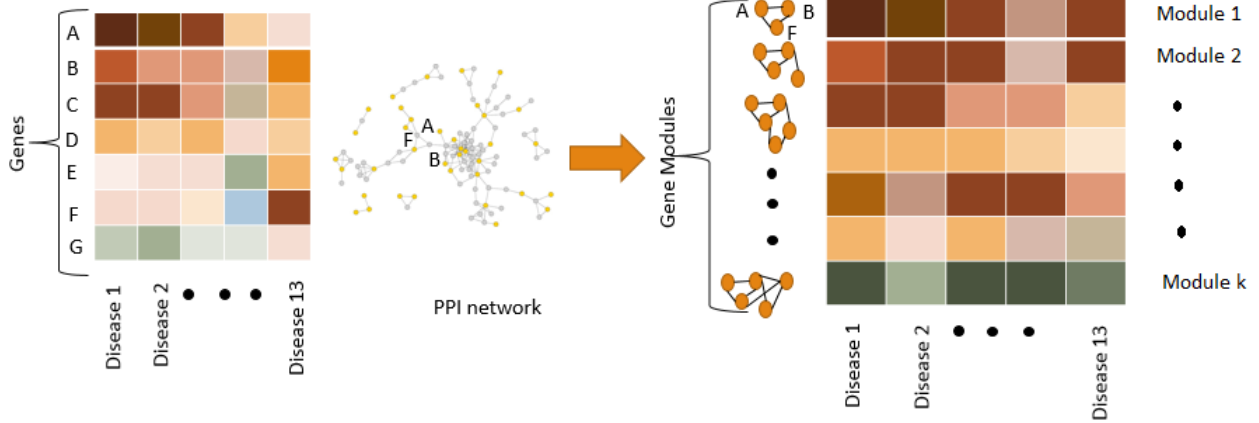 Genes
A
B
C
D
E
F
G
Disease 1
Disease 2
Disease 13
A
F
B
PPI network
Gene Modules
A
B
F
Module 1
Module 2
Module k
Disease 1
Disease 2
Disease 13